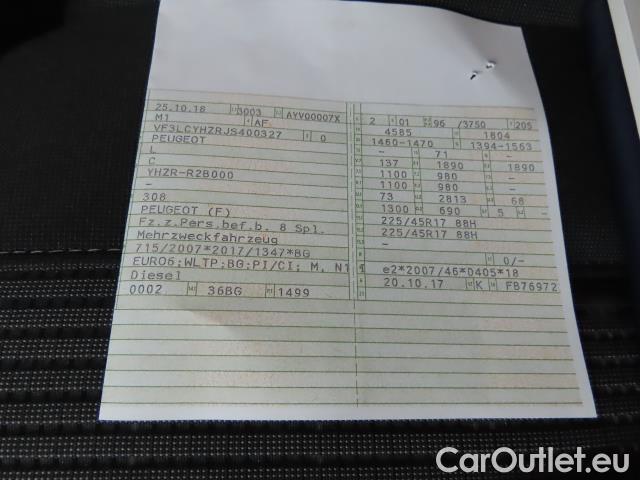 25.10.18 3003 AYV00007X
M1 AF
VF3LCYHZRJS400327 0
PEUGEOT
L
C
YHZR-R2B000
-
308
PEUGEOT (F)
Fz.z.Pers.bef.b. 8 Spl.
Mehrzweckfahrzeug
715/2007*2017/1347*BG
EURO6;WLTP:BG:PI/CI; M, N1
Diesel
0002 36BG 1499
2 01 96 /3750 205
4585 1804
1460-1470 1394-1563
- 71 -
137 1890 1890
1100 980 -
1100 980 -
73 2813 68
1300 690 5 -
225/45R17 88H
225/45R17 88H
-
0/-
e2*2007/46*0405*18
20.10.17 K FB76972
CarOutlet.eu